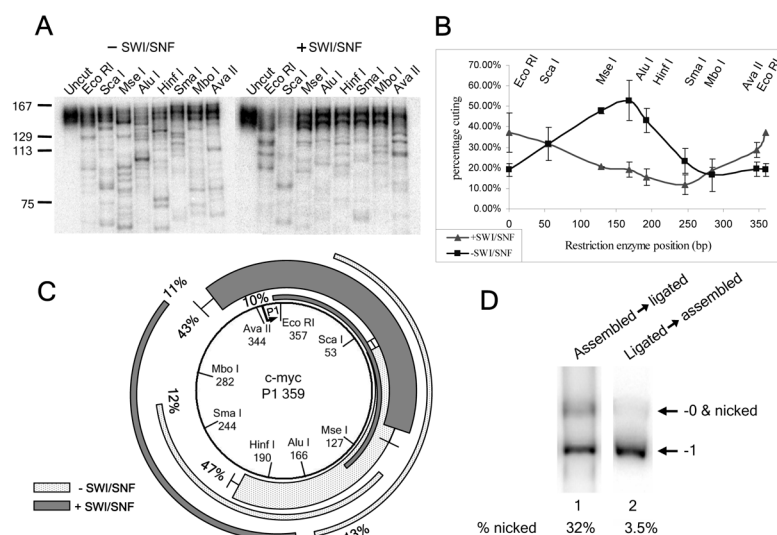 A
− SWI/SNF
+ SWI/SNF
Uncut
Eco RI
Sca I
Mse I
Alu I
Hinf I
Sma I
Mbo I
Ava II
Uncut
Eco RI
Sca I
Mse I
Alu I
Hinf I
Sma I
Mbo I
Ava II
167
129
113
75
B
70.00%
60.00%
50.00%
40.00%
30.00%
20.00%
10.00%
0.00%
percentage cuting
Eco RI
Sca I
Mse I
Alu I
Hinf I
Sma I
Mbo I
Ava II
Eco RI
0
50
100
150
200
250
300
350
Restriction enzyme position (bp)
+SWI/SNF
-SWI/SNF
C
11%
10%
43%
12%
47%
P1
Ava II
344
Eco RI
357
Sca I
53
Mbo I
282
c-myc
P1 359
Sma I
244
Mse I
127
Hinf I
190
Alu I
166
- SWI/SNF
+ SWI/SNF
D
Assembled→ligated
Ligated→assembled
-0 & nicked
-1
1
2
% nicked
32%
3.5%